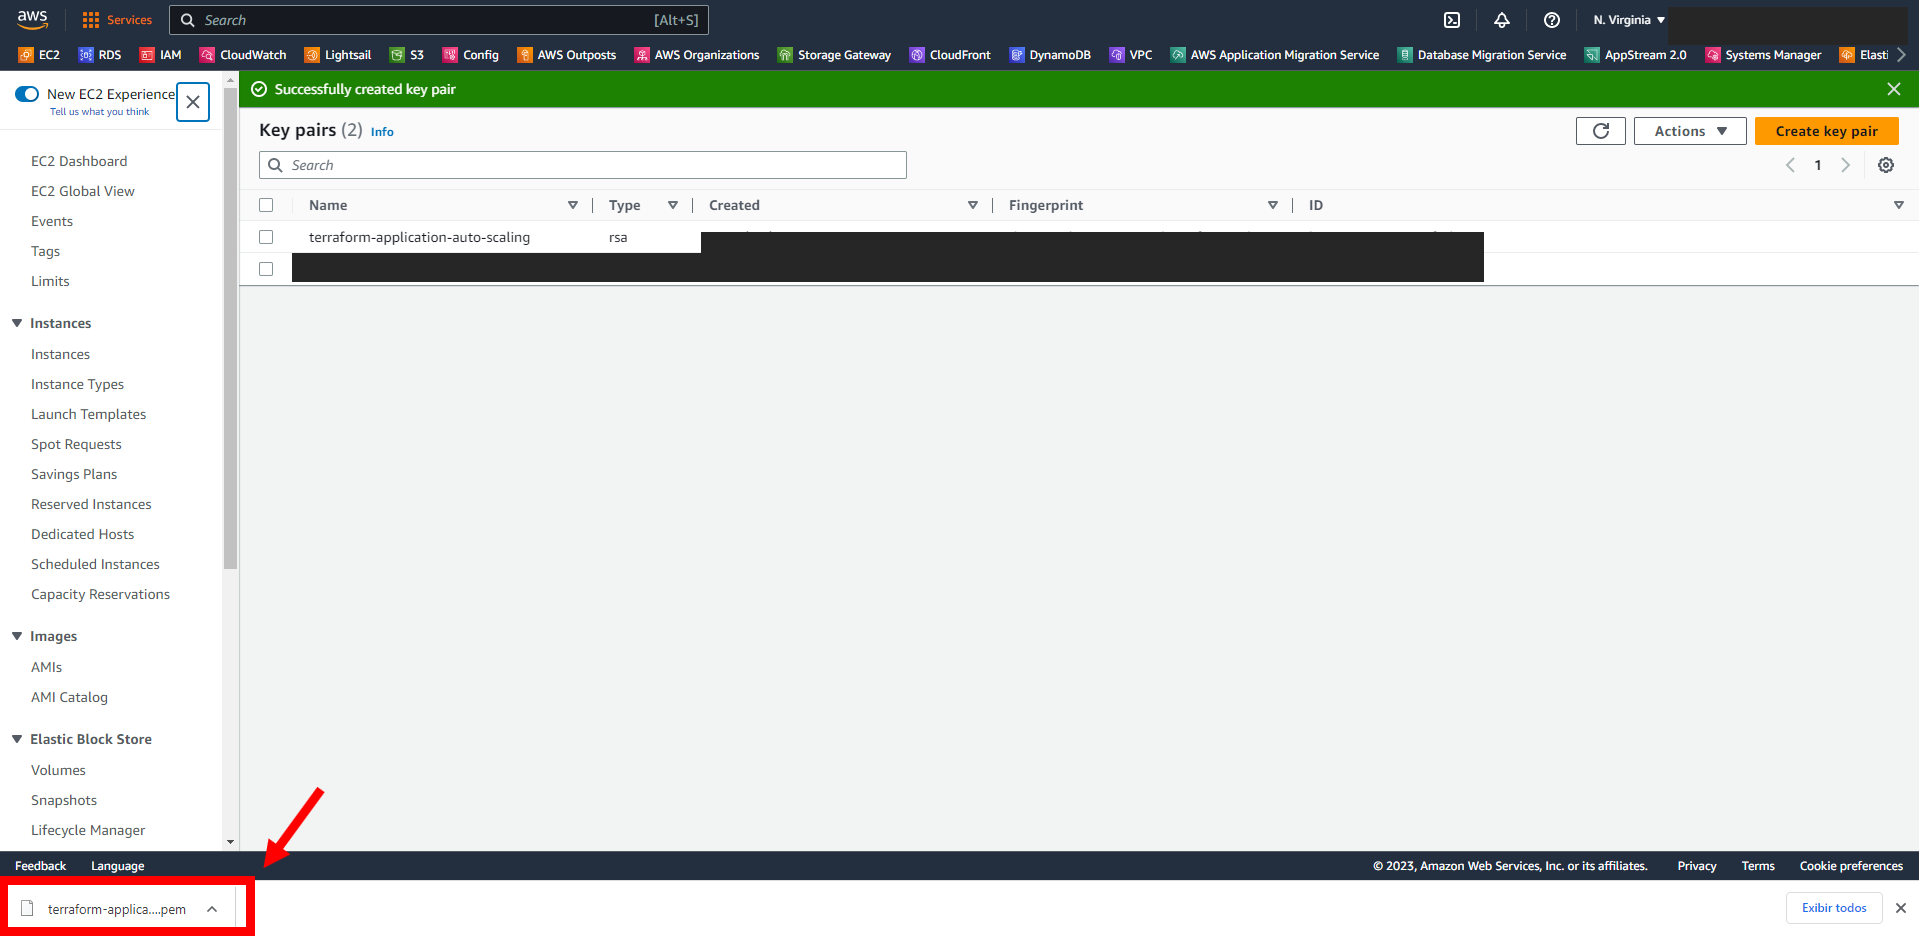 aws Services Search [Alt+S] N. Virginia
EC2 RDS IAM CloudWatch Lightsail S3 Config AWS Outposts AWS Organizations Storage Gateway CloudFront DynamoDB VPC AWS Application Migration Service Database Migration Service AppStream 2.0 Systems Manager Elasti
New EC2 Experience
Tell us what you think
EC2 Dashboard
EC2 Global View
Events
Tags
Limits
Instances
Instances
Instance Types
Launch Templates
Spot Requests
Savings Plans
Reserved Instances
Dedicated Hosts
Scheduled Instances
Capacity Reservations
Images
AMIs
AMI Catalog
Elastic Block Store
Volumes
Snapshots
Lifecycle Manager
Successfully created key pair
Key pairs (2) Info Actions Create key pair
Search 1
Name Type Created Fingerprint ID
terraform-application-auto-scaling rsa
Feedback Language © 2023, Amazon Web Services, Inc. or its affiliates. Privacy Terms Cookie preferences
terraform-applica....pem Exibir todos